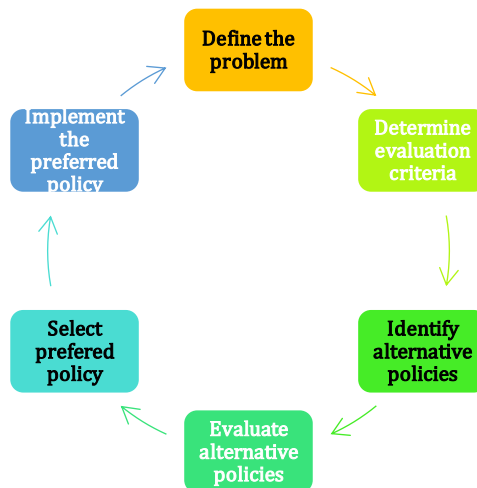 Define the
problem
Determine
evaluation
criteria
Identify
alternative
policies
Evaluate
alternative
policies
Select
prefered
policy
Implement
the
preferred
policy